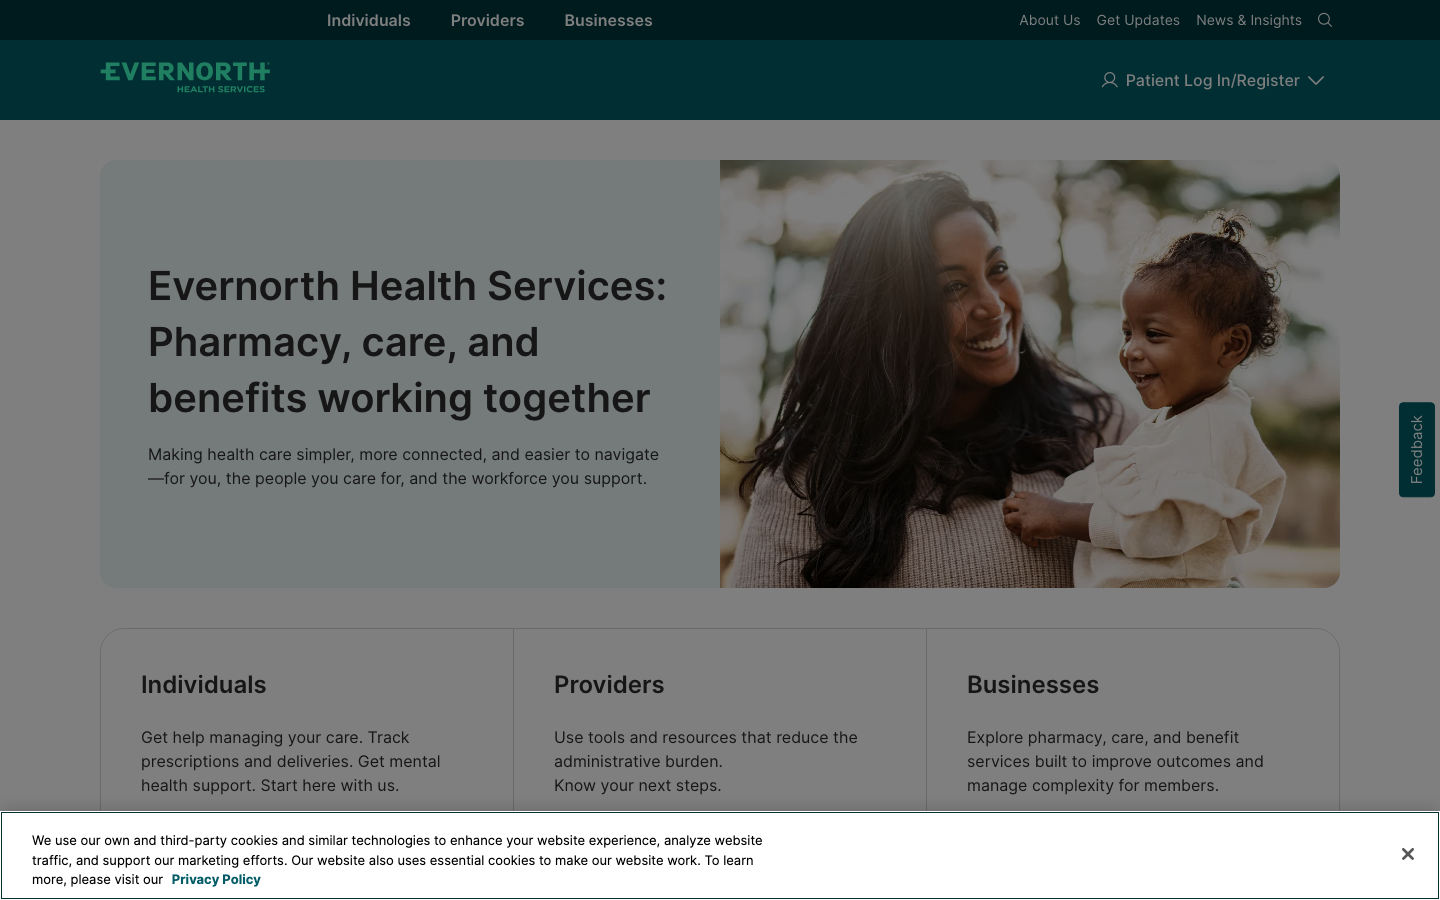 Individuals
Providers
Businesses
About Us
Get Updates
News & Insights
EVERNORTH
HEALTH SERVICES
Patient Log In/Register
Evernorth Health Services:
Pharmacy, care, and
benefits working together
Making health care simpler, more connected, and easier to navigate
—for you, the people you care for, and the workforce you support.
Feedback
Individuals
Get help managing your care. Track
prescriptions and deliveries. Get mental
health support. Start here with us.
Providers
Use tools and resources that reduce the
administrative burden.
Know your next steps.
Businesses
Explore pharmacy, care, and benefit
services built to improve outcomes and
manage complexity for members.
We use our own and third-party cookies and similar technologies to enhance your website experience, analyze website
traffic, and support our marketing efforts. Our website also uses essential cookies to make our website work. To learn
more, please visit our Privacy Policy